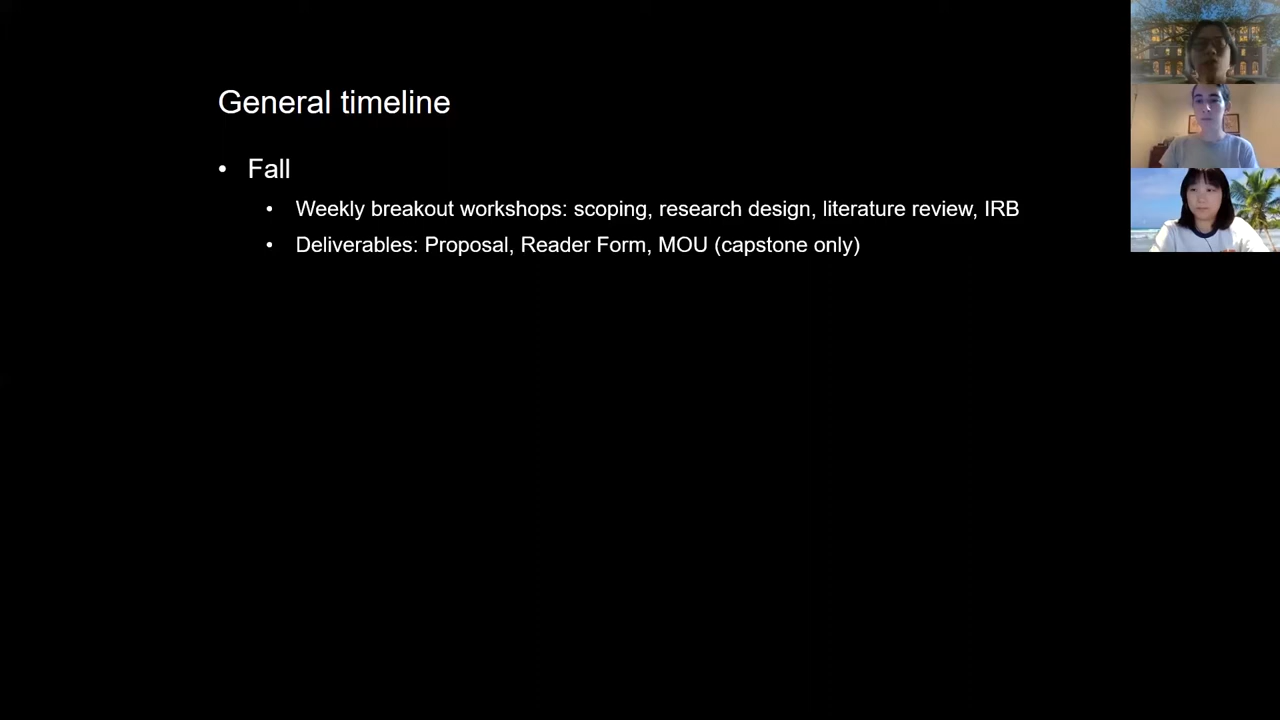 General timeline
• Fall
• Weekly breakout workshops: scoping, research design, literature review, IRB
• Deliverables: Proposal, Reader Form, MOU (capstone only)